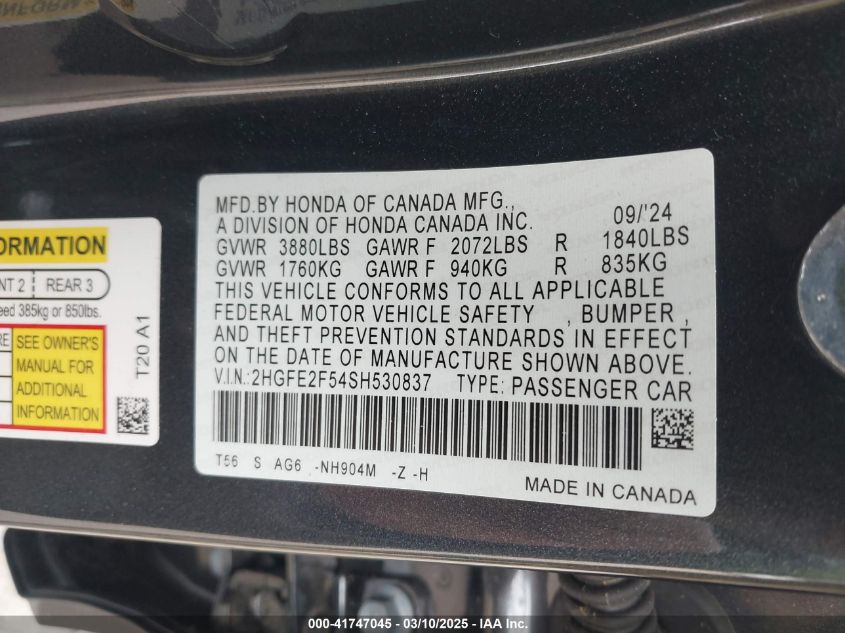 ORMATION
NT 2 REAR 3
eed 385kg or 850lbs.
RE SEE OWNER'S
MANUAL FOR
ADDITIONAL
INFORMATION
T20 A1
MFD.BY HONDA OF CANADA MFG.,
A DIVISION OF HONDA CANADA INC. 09/'24
GVWR 3880LBS GAWR F 2072LBS R 1840LBS
GVWR 1760KG GAWR F 940KG R 835KG
THIS VEHICLE CONFORMS TO ALL APPLICABLE
FEDERAL MOTOR VEHICLE SAFETY , BUMPER ,
AND THEFT PREVENTION STANDARDS IN EFFECT
ON THE DATE OF MANUFACTURE SHOWN ABOVE.
V.I.N.:2HGFE2F54SH530837 TYPE: PASSENGER CAR
T56 S AG6 -NH904M -Z -H
MADE IN CANADA
000-41747045 — 03/10/2025 — IAA Inc.